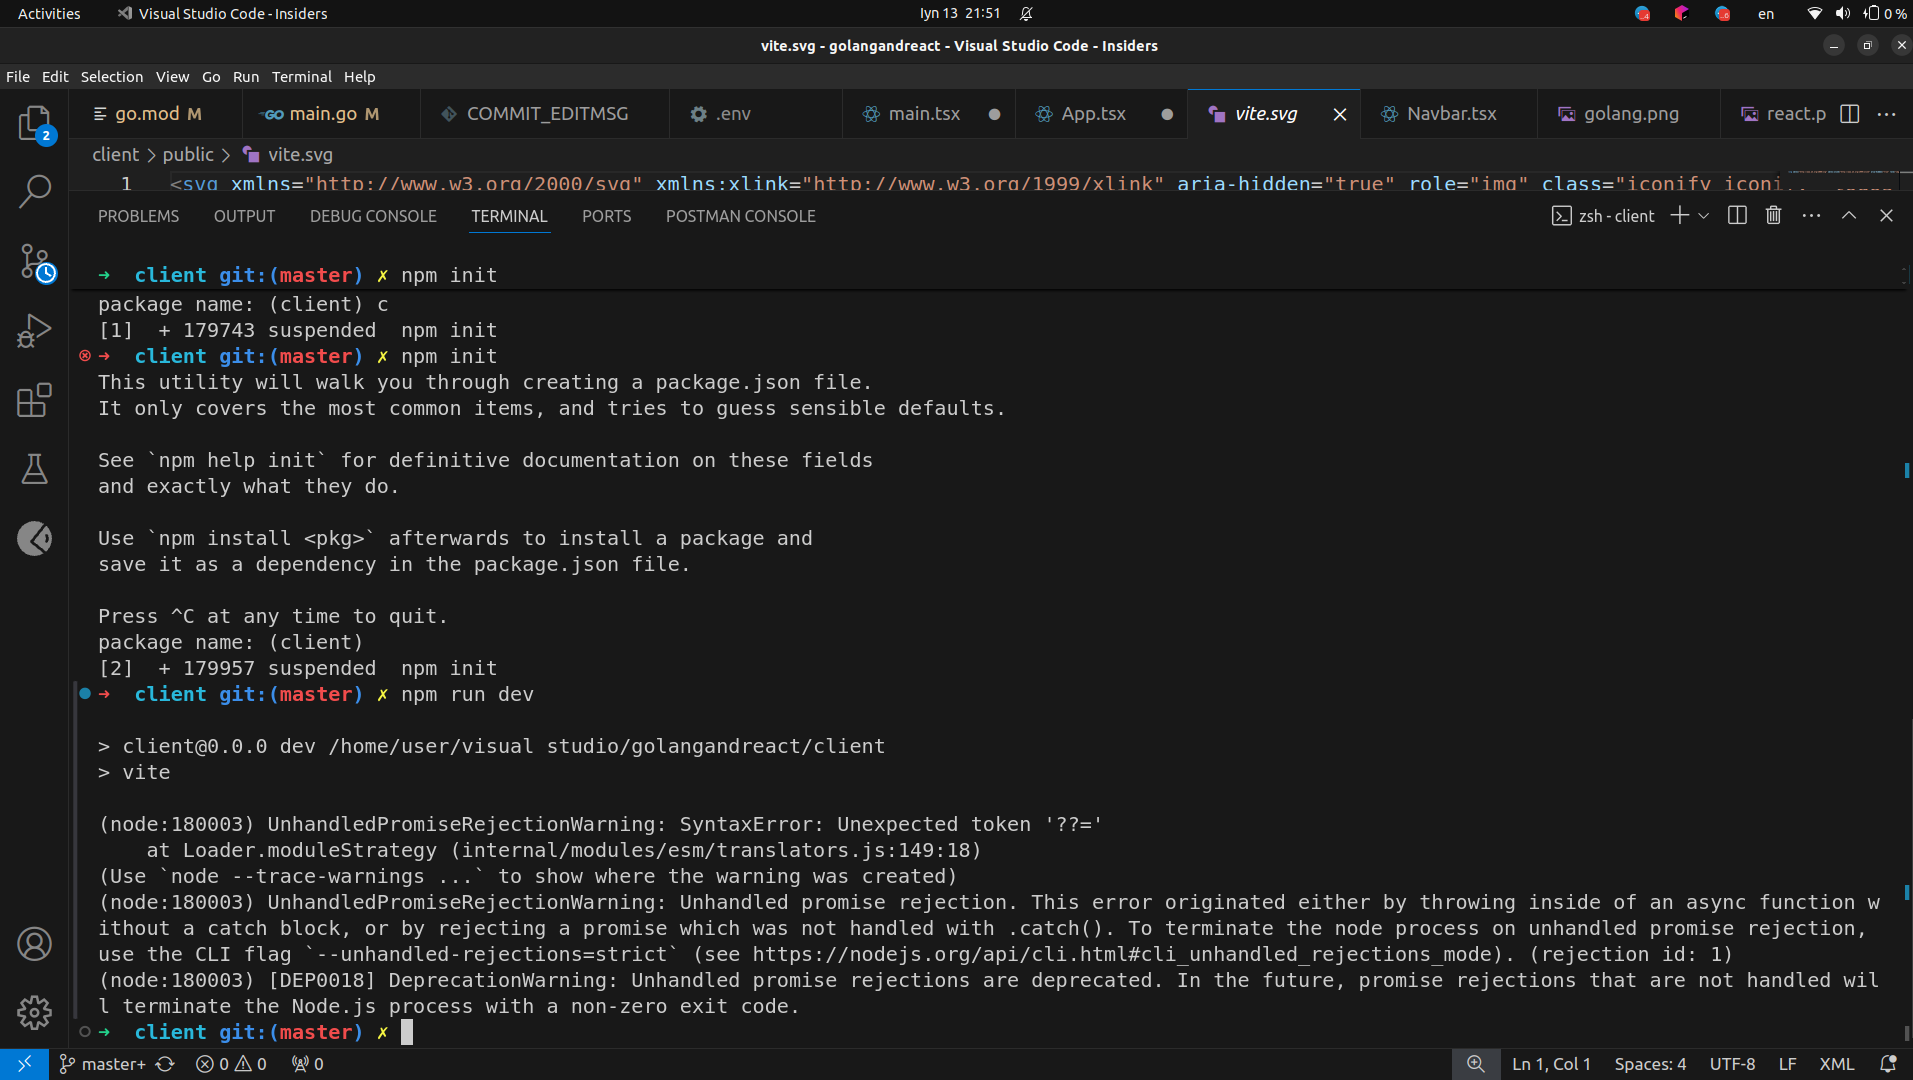 Activities Visual Studio Code - Insiders Iyn 13 21:51 en 0 %
vite.svg - golangandreact - Visual Studio Code - Insiders
File Edit Selection View Go Run Terminal Help
go.mod M main.go M COMMIT_EDITMSG .env main.tsx App.tsx vite.svg Navbar.tsx golang.png react.p
client > public > vite.svg
1 <svg xmlns="http://www.w3.org/2000/svg" xmlns:xlink="http://www.w3.org/1999/xlink" aria-hidden="true" role="img" class="iconify iconi
PROBLEMS OUTPUT DEBUG CONSOLE TERMINAL PORTS POSTMAN CONSOLE zsh - client
2
➜ client git:(master) ✗ npm init
package name: (client) c
[1] + 179743 suspended npm init
➜ client git:(master) ✗ npm init
This utility will walk you through creating a package.json file.
It only covers the most common items, and tries to guess sensible defaults.
See `npm help init` for definitive documentation on these fields
and exactly what they do.
Use `npm install <pkg>` afterwards to install a package and
save it as a dependency in the package.json file.
Press ^C at any time to quit.
package name: (client)
[2] + 179957 suspended npm init
➜ client git:(master) ✗ npm run dev
> client@0.0.0 dev /home/user/visual studio/golangandreact/client
> vite
(node:180003) UnhandledPromiseRejectionWarning: SyntaxError: Unexpected token '??='
at Loader.moduleStrategy (internal/modules/esm/translators.js:149:18)
(Use `node --trace-warnings ...` to show where the warning was created)
(node:180003) UnhandledPromiseRejectionWarning: Unhandled promise rejection. This error originated either by throwing inside of an async function w
ithout a catch block, or by rejecting a promise which was not handled with .catch(). To terminate the node process on unhandled promise rejection,
use the CLI flag `--unhandled-rejections=strict` (see https://nodejs.org/api/cli.html#cli_unhandled_rejections_mode). (rejection id: 1)
(node:180003) [DEP0018] DeprecationWarning: Unhandled promise rejections are deprecated. In the future, promise rejections that are not handled wil
l terminate the Node.js process with a non-zero exit code.
➜ client git:(master) ✗
master+ 0 0 0 Ln 1, Col 1 Spaces: 4 UTF-8 LF XML